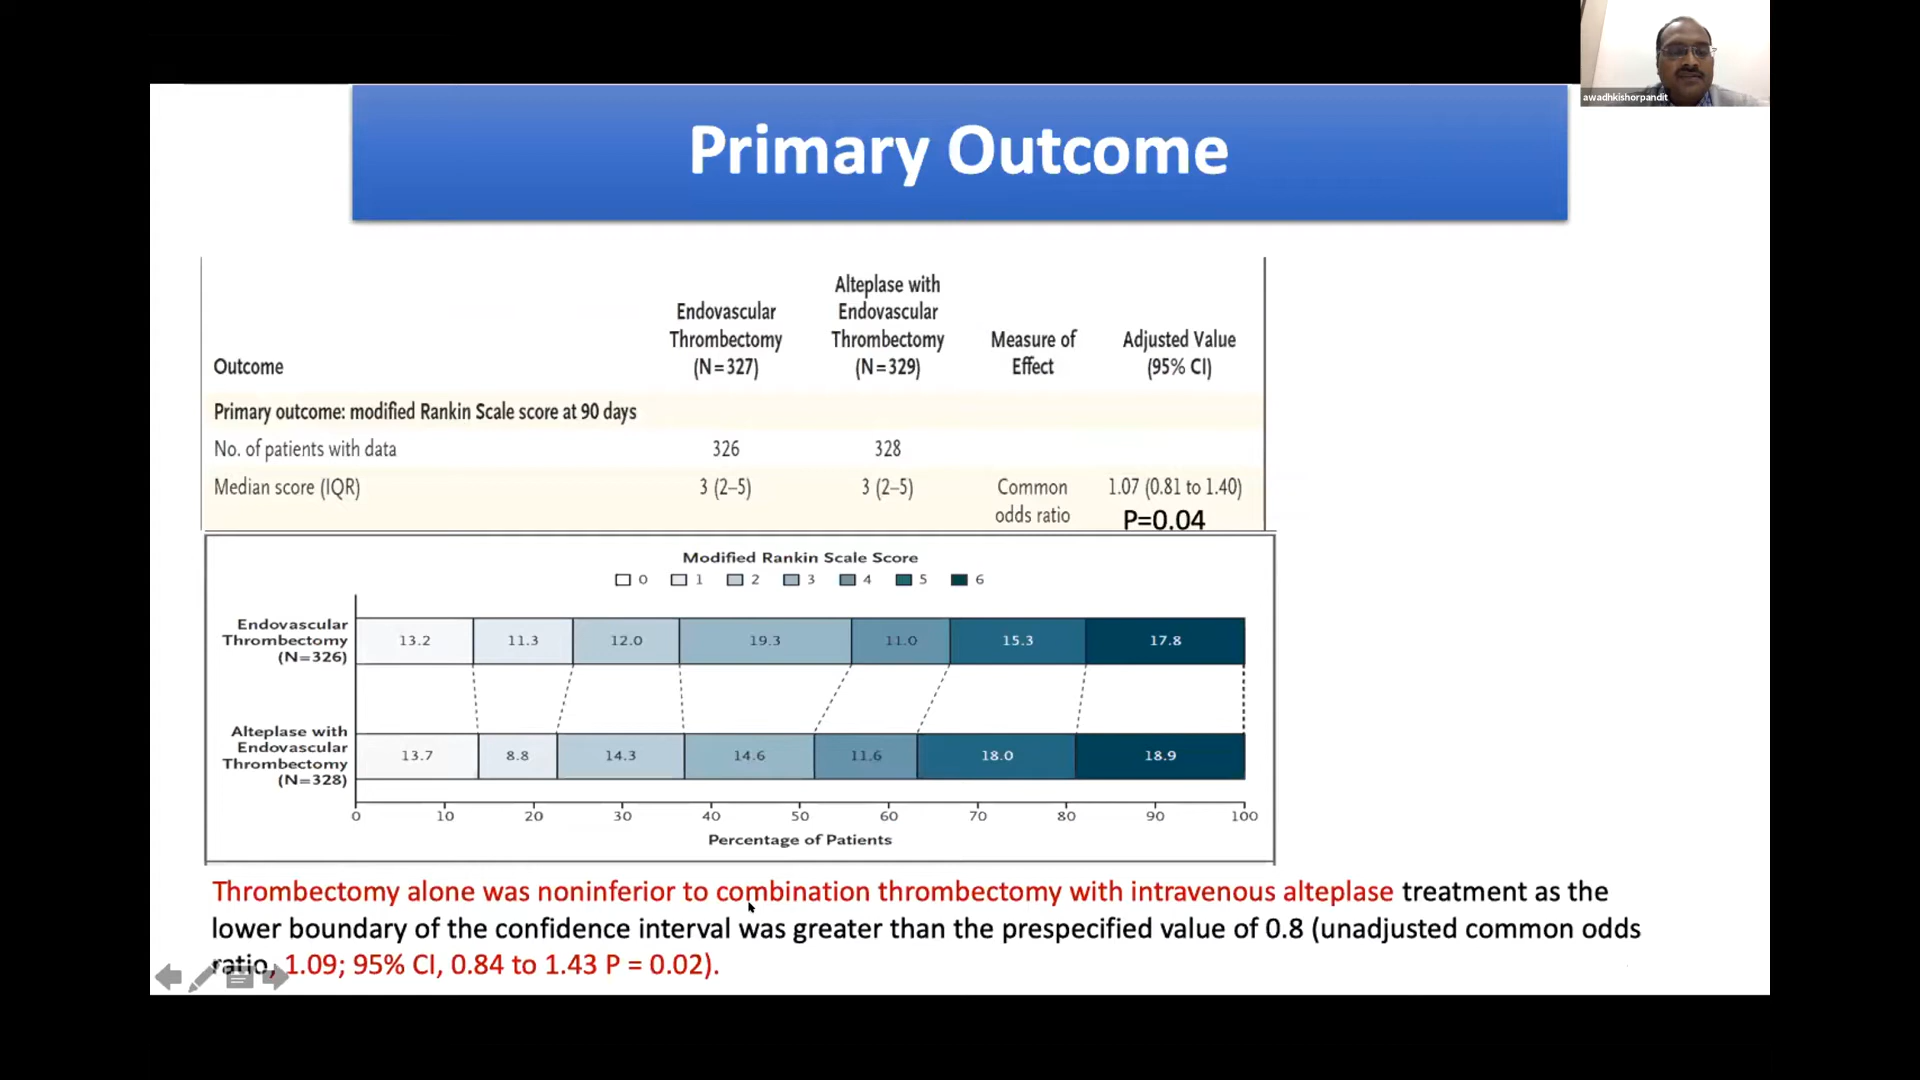 awadhkishorpandit
Primary Outcome
Outcome
Endovascular
Thrombectomy
(N=327)
Alteplase with
Endovascular
Thrombectomy
(N=329)
Measure of
Effect
Adjusted Value
(95% CI)
Primary outcome: modified Rankin Scale score at 90 days
No. of patients with data 326 328
Median score (IQR) 3 (2–5) 3 (2–5) Common 1.07 (0.81 to 1.40)
odds ratio P=0.04
Modified Rankin Scale Score
0 1 2 3 4 5 6
Endovascular
Thrombectomy
(N=326)
13.2 11.3 12.0 19.3 11.0 15.3 17.8
Alteplase with
Endovascular
Thrombectomy
(N=328)
13.7 8.8 14.3 14.6 11.6 18.0 18.9
0 10 20 30 40 50 60 70 80 90 100
Percentage of Patients
Thrombectomy alone was noninferior to combination thrombectomy with intravenous alteplase treatment as the
lower boundary of the confidence interval was greater than the prespecified value of 0.8 (unadjusted common odds
ratio, 1.09; 95% CI, 0.84 to 1.43 P = 0.02).